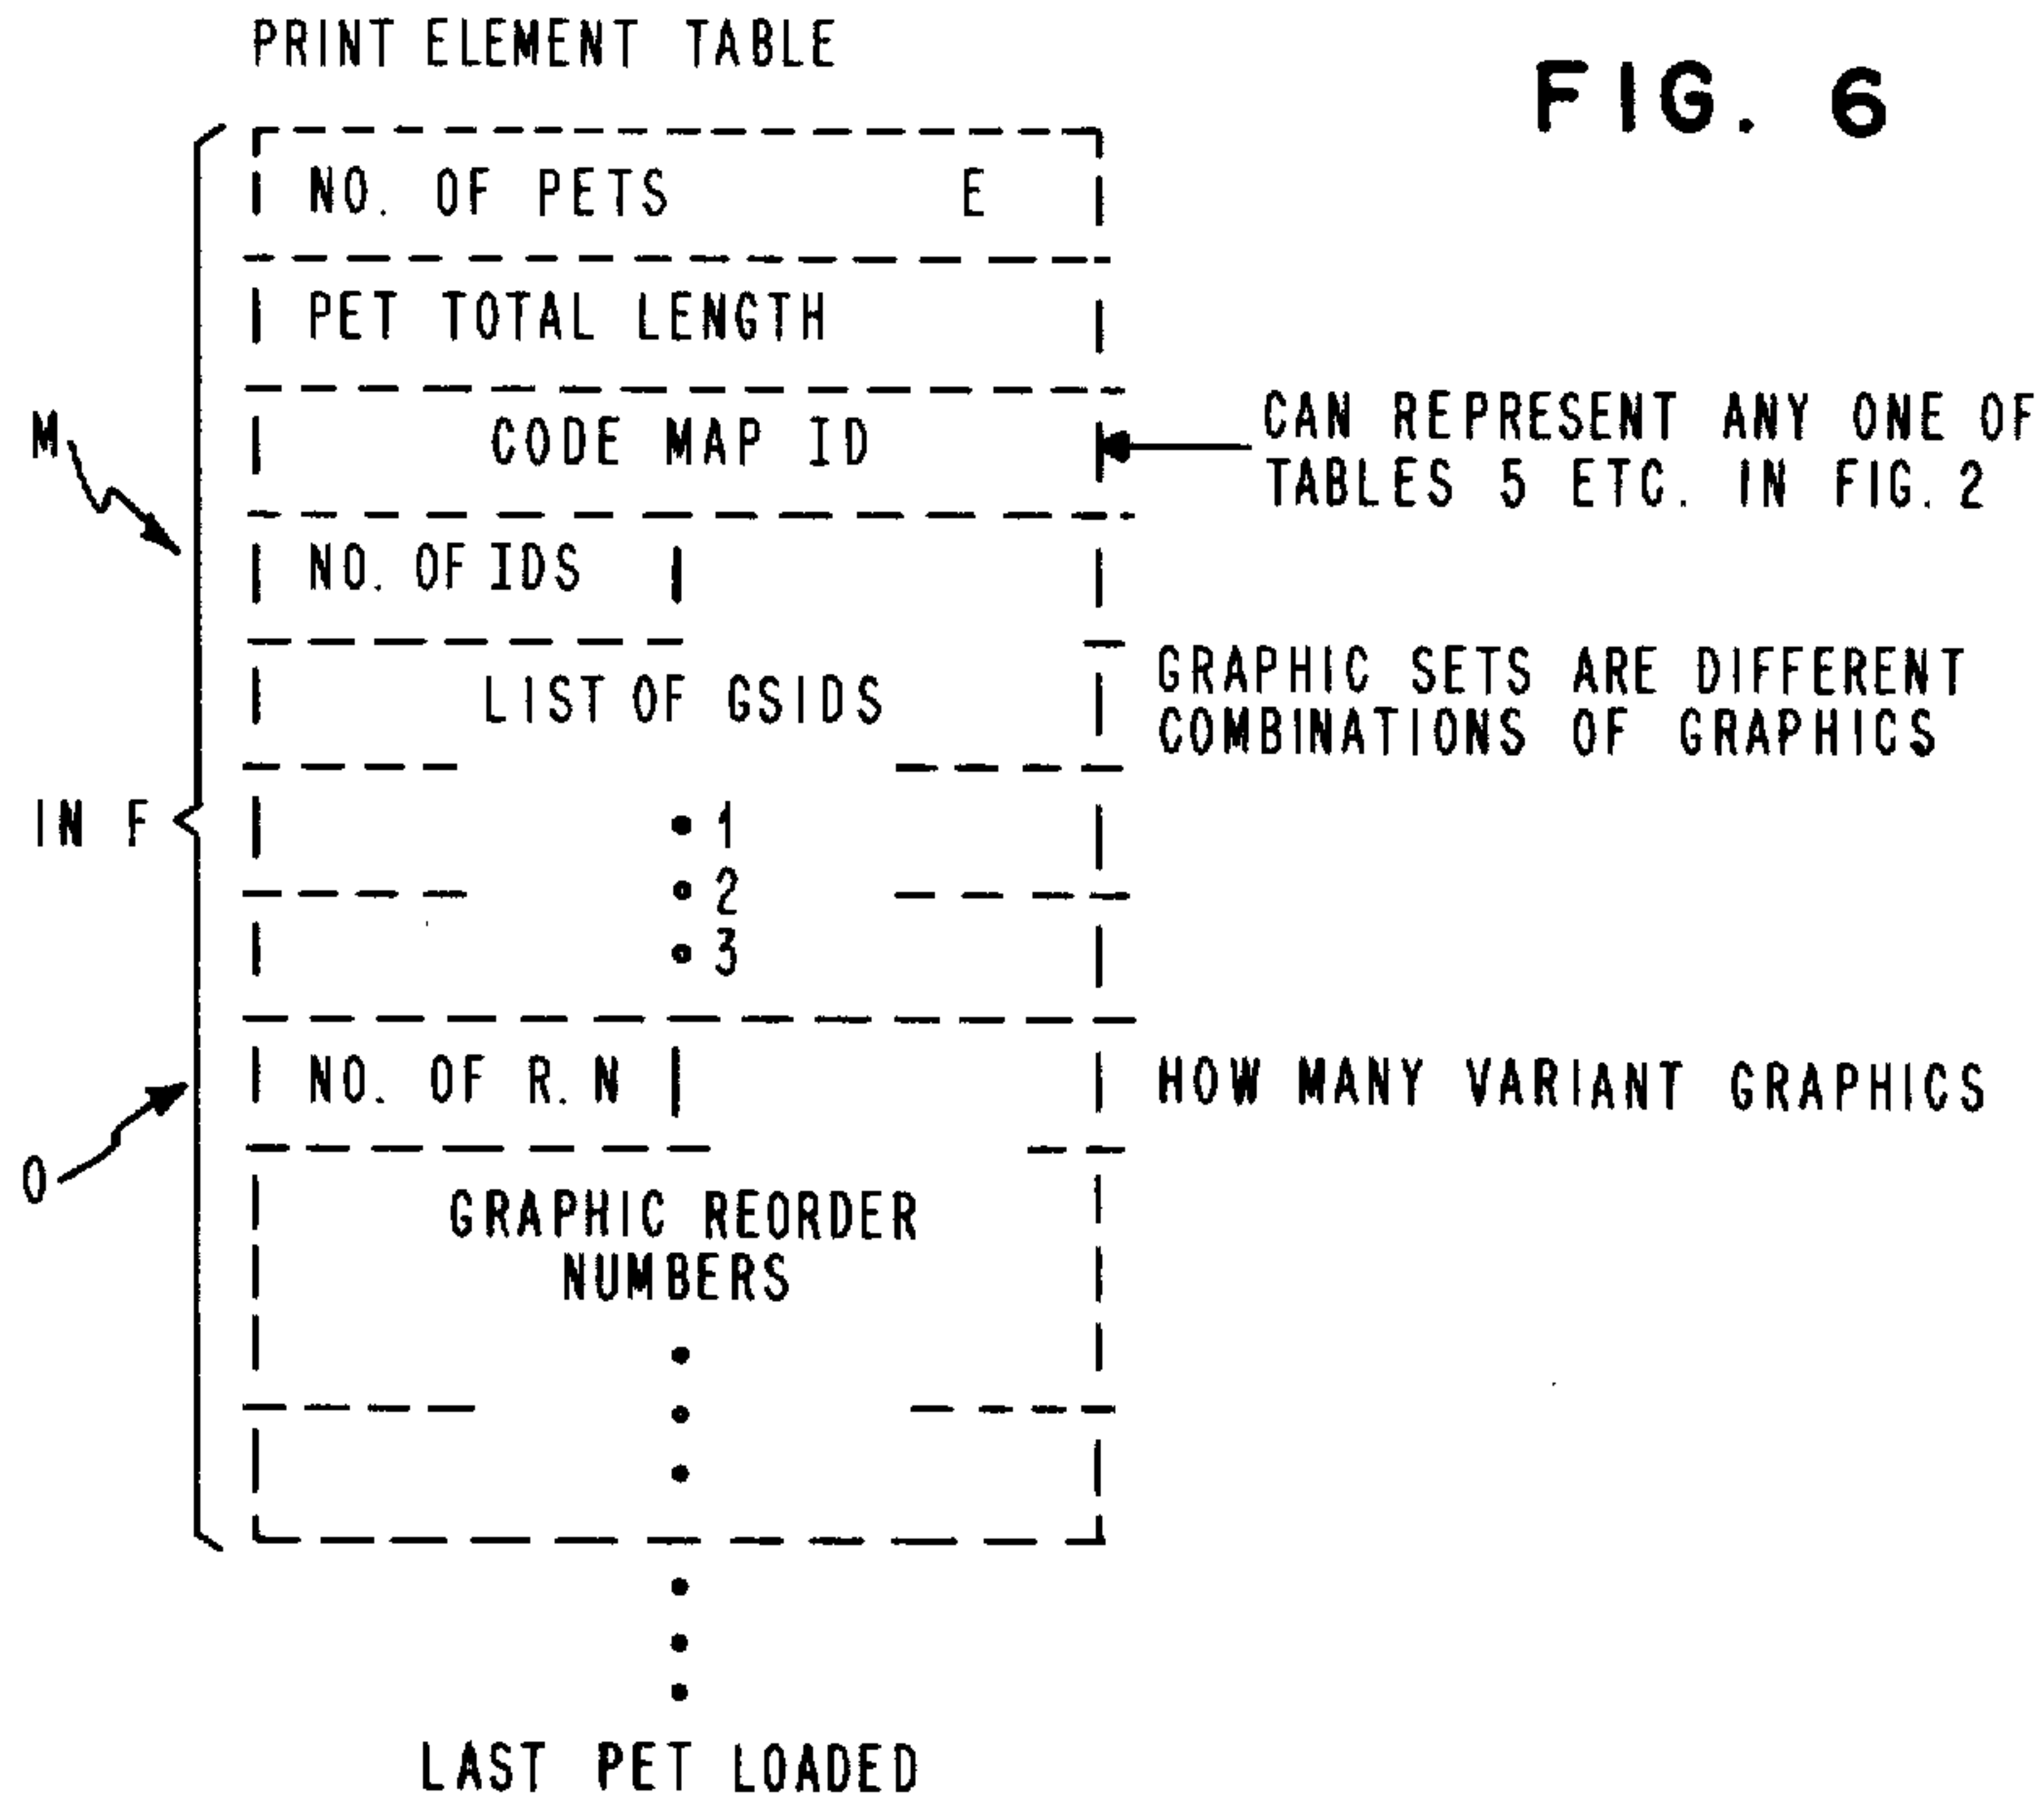 PRINT ELEMENT TABLE
FIG. 6
NO. OF PETS E
PET TOTAL LENGTH
M
CODE MAP ID
CAN REPRESENT ANY ONE OF
TABLES 5 ETC. IN FIG. 2
NO. OF IDS
LIST OF GSIDS
GRAPHIC SETS ARE DIFFERENT
COMBINATIONS OF GRAPHICS
IN F
• 1
• 2
• 3
NO. OF R. N
HOW MANY VARIANT GRAPHICS
O
GRAPHIC REORDER
NUMBERS
LAST PET LOADED